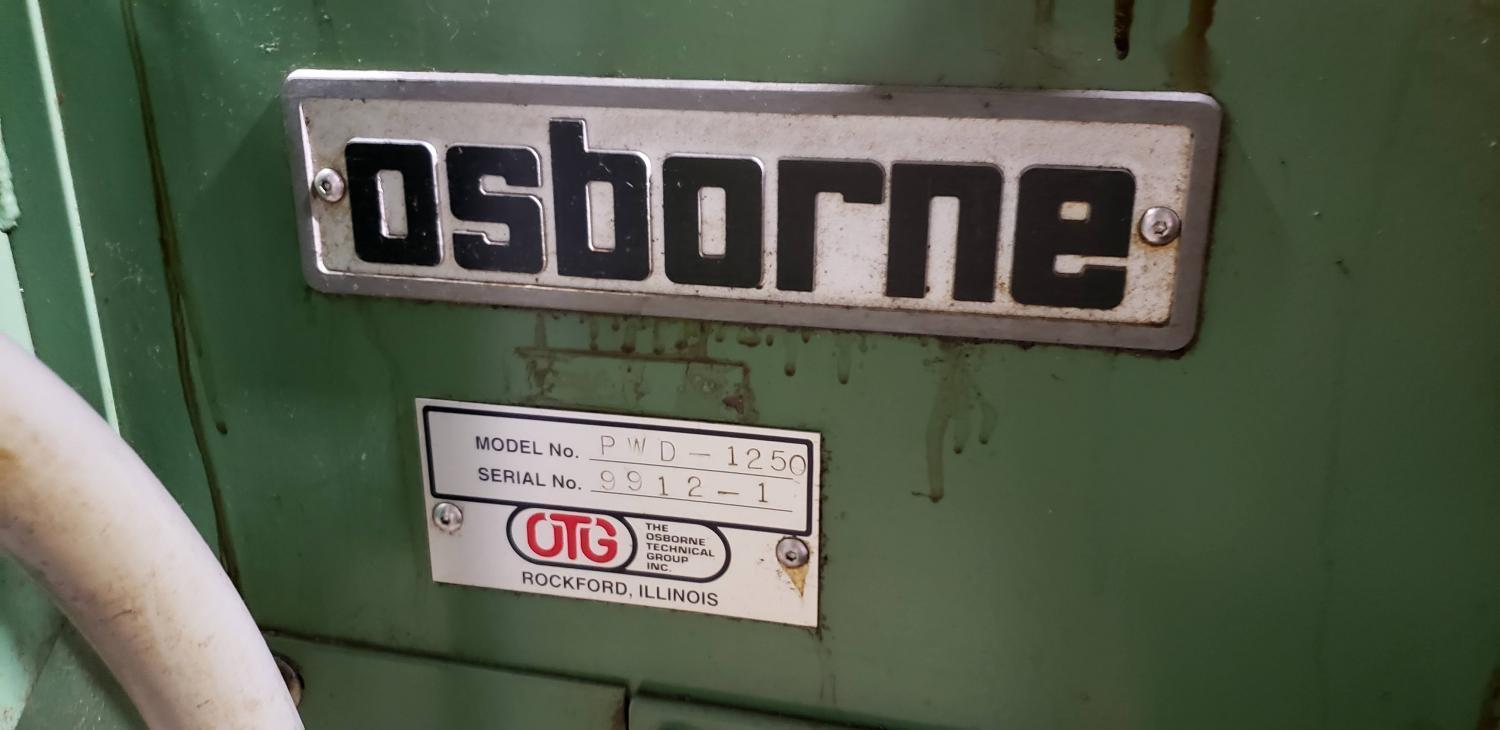 osborne
MODEL No. PWD-1250
SERIAL No. 9912-1
OTG
THE
OSBORNE
TECHNICAL
GROUP
INC.
ROCKFORD, ILLINOIS